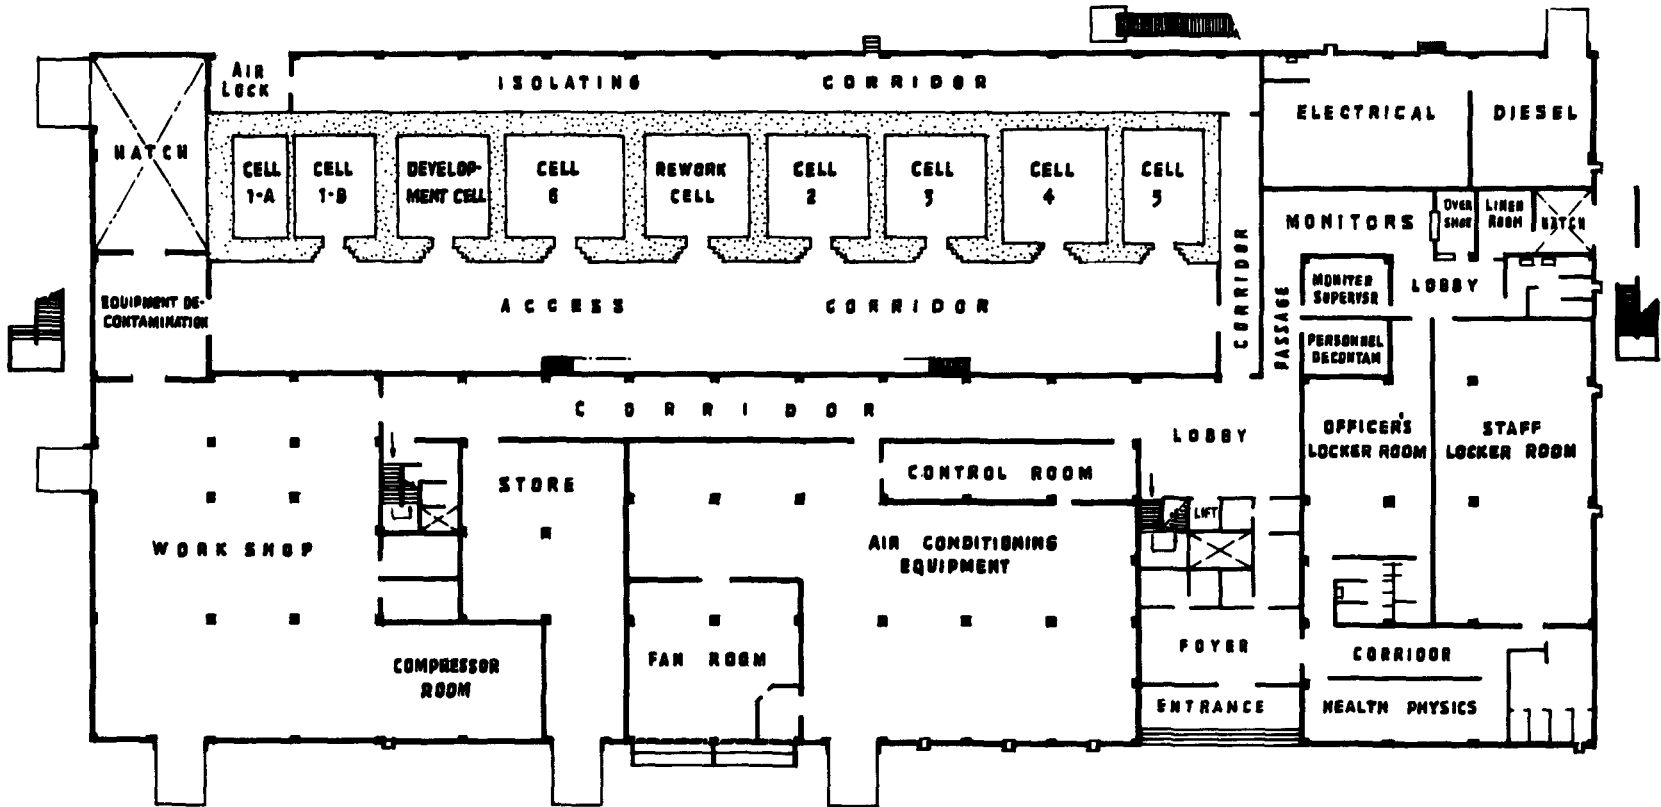 AIR
LOCK
ISOLATING CORRIDOR
ELECTRICAL
DIESEL
HATCH
CELL
1-A
CELL
1-B
DEVELOP-
MENT CELL
CELL
6
REWORK
CELL
CELL
2
CELL
3
CELL
4
CELL
5
MONITORS
OVER
SHOE
LINEN
ROOM
HATCH
EQUIPMENT DE-
CONTAMINATION
ACCESS CORRIDOR
CORRIDOR
PASSAGE
MONITER
SUPERVSR
LOBBY
PERSONNEL
DECONTAM
CORRIDOR
LOBBY
OFFICER'S
LOCKER ROOM
STAFF
LOCKER ROOM
STORE
CONTROL ROOM
LIFT
WORK SHOP
AIR CONDITIONING
EQUIPMENT
COMPRESSOR
ROOM
FAN ROOM
FOYER
CORRIDOR
ENTRANCE
HEALTH PHYSICS